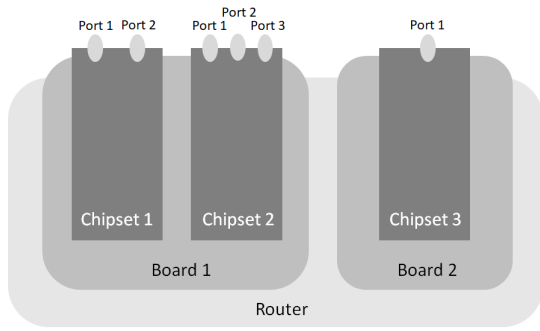 Port 2
Port 1 Port 2 Port 1 Port 3 Port 1
Chipset 1 Chipset 2 Chipset 3
Board 1 Board 2
Router